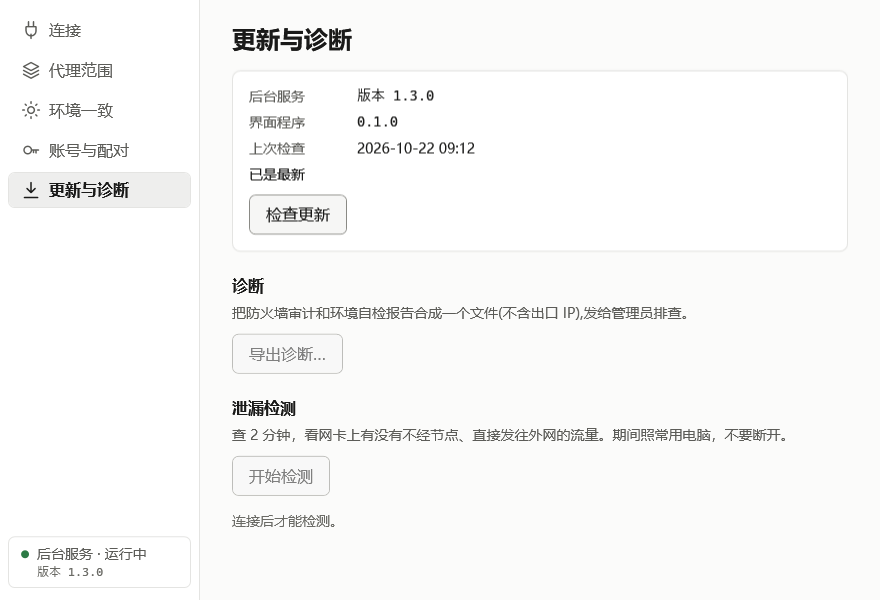 连接
代理范围
环境一致
账号与配对
更新与诊断
后台服务 · 运行中
版本 1.3.0
更新与诊断
后台服务 版本 1.3.0
界面程序 0.1.0
上次检查 2026-10-22 09:12
已是最新
检查更新
诊断
把防火墙审计和环境自检报告合成一个文件(不含出口 IP),发给管理员排查。
导出诊断...
泄漏检测
查 2 分钟，看网卡上有没有不经节点、直接发往外网的流量。期间照常用电脑，不要断开。
开始检测
连接后才能检测。